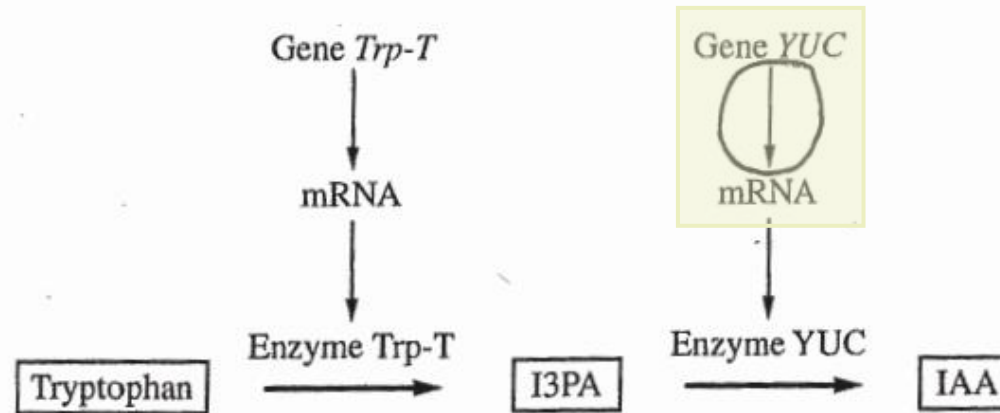 Gene Trp-T
mRNA
Enzyme Trp-T
Tryptophan
I3PA
Gene YUC
mRNA
Enzyme YUC
IAA